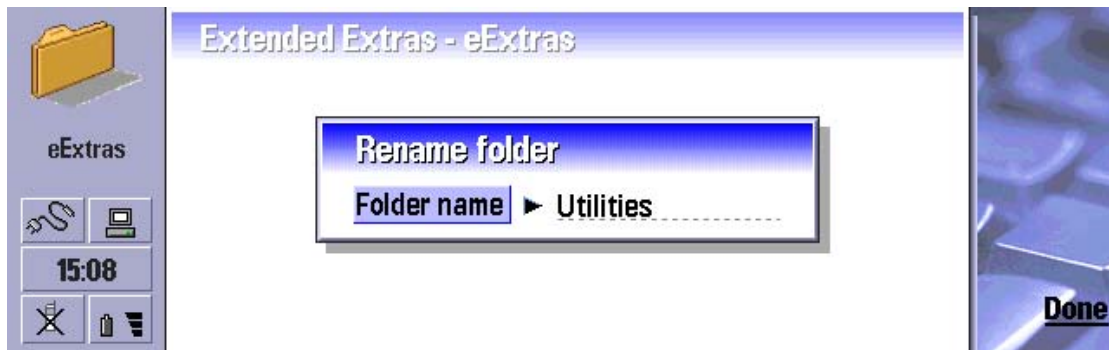 Extended Extras - eExtras
eExtras
Rename folder
Folder name Utilities
15:08
Done